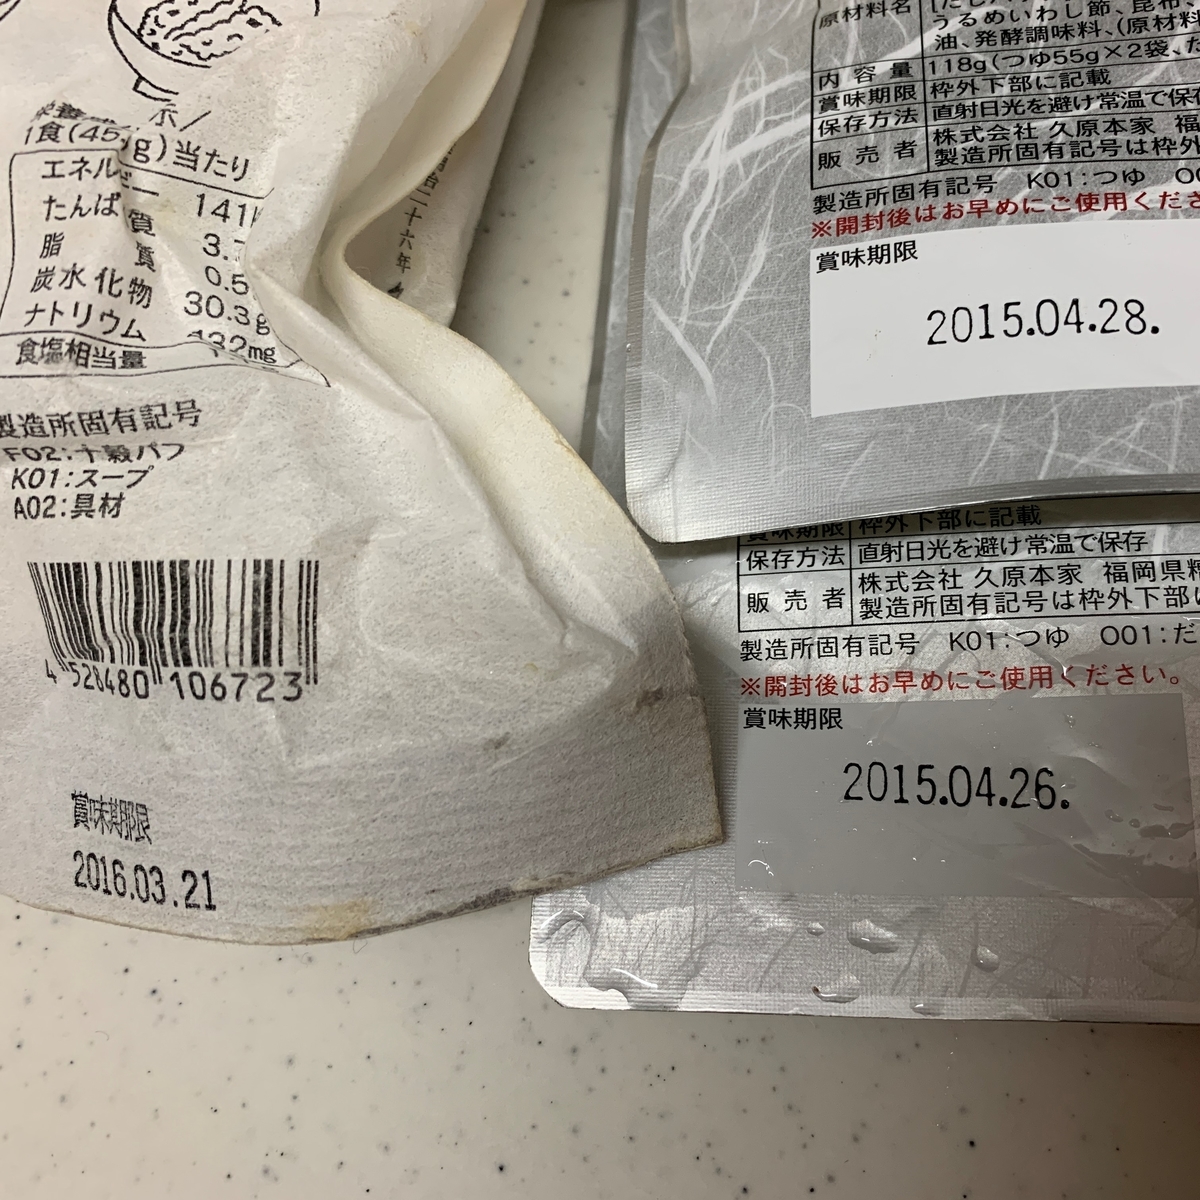 1食(45g)当たり
141
たんぱ 質 3.7
脂 質 0.5
炭水化物 30.3g
ナトリウム 432mg
食塩相当量
製造所固有記号
F02:十穀パフ
K01:スープ
A02:具材
4 528480 106723
賞味期限
2016.03.21
二十六年
原材料名
うるめいわし節、昆布、
油、発酵調味料、(原材料
内容量 118g(つゆ55g×2袋、だ
賞味期限 枠外下部に記載
保存方法 直射日光を避け常温で保存
販売者 株式会社 久原本家 福
製造所固有記号は枠外
製造所固有記号 K01:つゆ
※開封後はお早めにご使用くださ
賞味期限
2015.04.28.
賞味期限 枠外下部に記載
保存方法 直射日光を避け常温で保存
販売者 株式会社 久原本家 福岡県糟
製造所固有記号は枠外下部に
製造所固有記号 K01:つゆ O01:だ
※開封後はお早めにご使用ください。
賞味期限
2015.04.26.